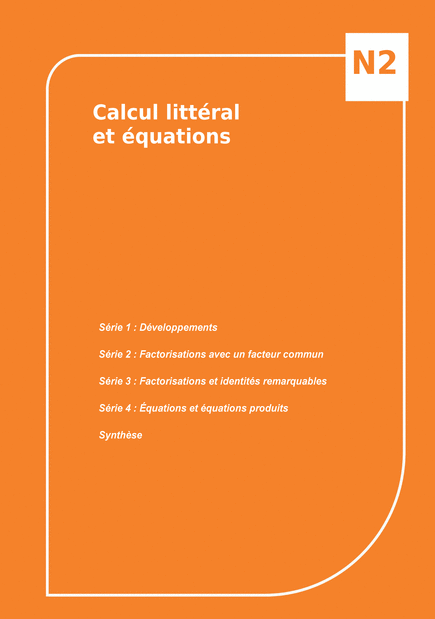 N2
Calcul littéral
et équations
Série 1 : Développements
Série 2 : Factorisations avec un facteur commun
Série 3 : Factorisations et identités remarquables
Série 4 : Équations et équations produits
Synthèse